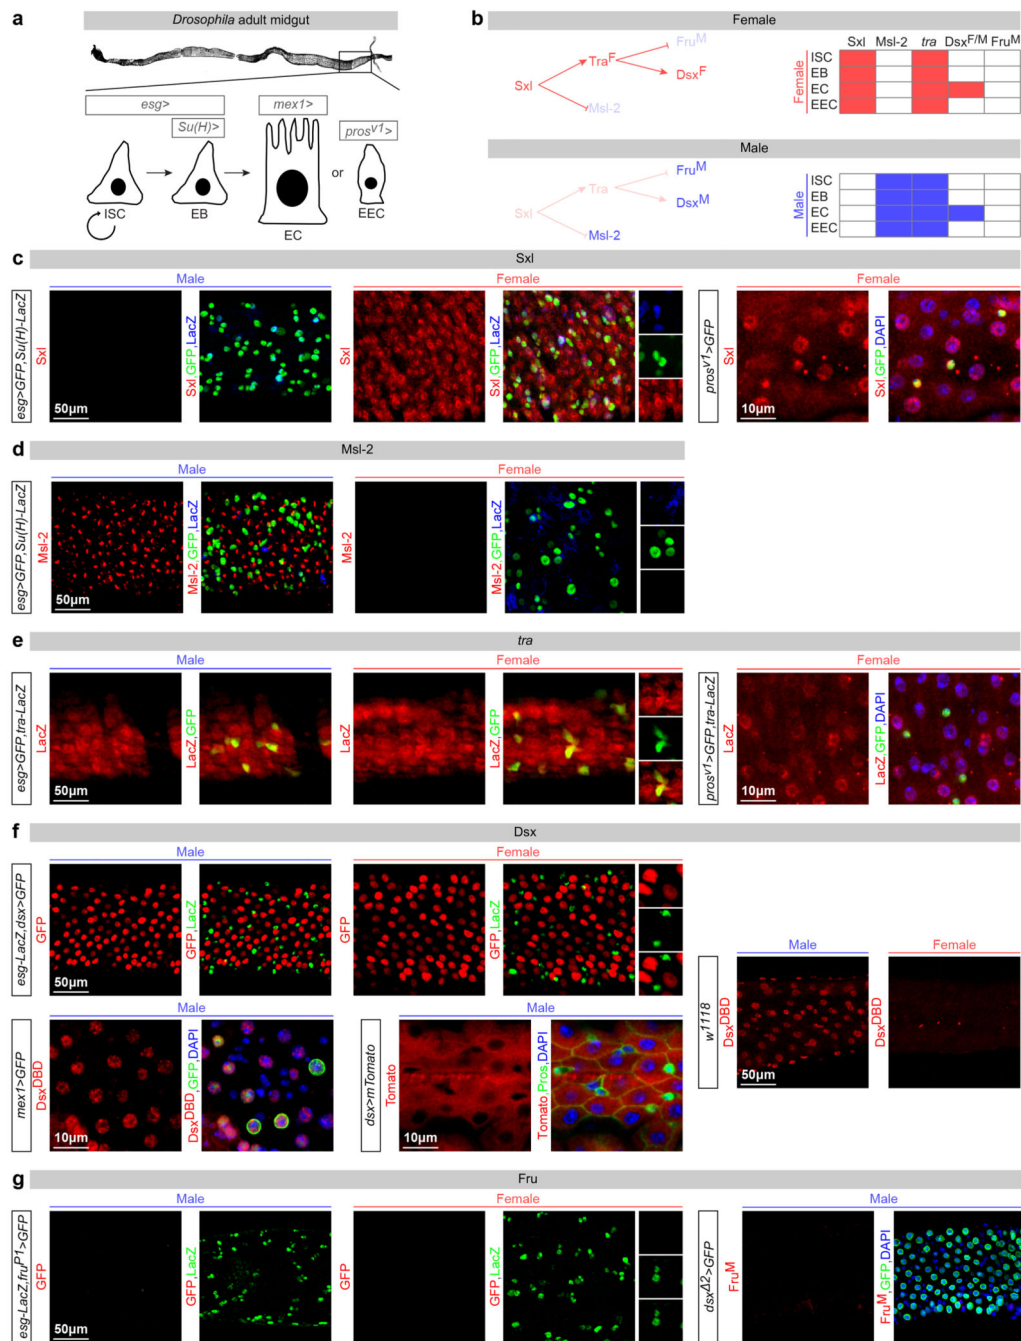 a
Drosophila adult midgut
esg>
mex1>
Su(H)>
prosV1>
or
ISC
EB
EC
EEC
b
Female
FruM
TraF
DsxF
Sxl
Msl-2
Sxl Msl-2 tra DsxF/M FruM
Female
ISC
EB
EC
EEC
Male
FruM
Tra
DsxM
Sxl
Msl-2
Male
ISC
EB
EC
EEC
c
Sxl
Male
Female
Female
esg>GFP,Su(H)-LacZ
Sxl
50µm
Sxl,GFP,LacZ
Sxl
Sxl,GFP,LacZ
prosV1>GFP
Sxl
10µm
Sxl,GFP,DAPI
d
Msl-2
Male
Female
esg>GFP,Su(H)-LacZ
Msl-2
50µm
Msl-2,GFP,LacZ
Msl-2
Msl-2,GFP,LacZ
e
tra
Male
Female
Female
esg>GFP,tra-LacZ
LacZ
50µm
LacZ,GFP
LacZ
LacZ,GFP
prosV1>GFP,tra-LacZ
LacZ
10µm
LacZ,GFP,DAPI
f
Dsx
Male
Female
esg-LacZ,dsx>GFP
GFP
50µm
GFP,LacZ
GFP
GFP,LacZ
Male
Female
w1118
DsxDBD
50µm
DsxDBD
Male
Male
mex1>GFP
DsxDBD
10µm
DsxDBD,GFP,DAPI
dsx>mTomato
Tomato
10µm
Tomato,Pros,DAPI
g
Fru
Male
Female
Male
esg-LacZ,fruP1>GFP
GFP
50µm
GFP,LacZ
GFP
GFP,LacZ
dsxΔ2>GFP
FruM
FruM,GFP,DAPI